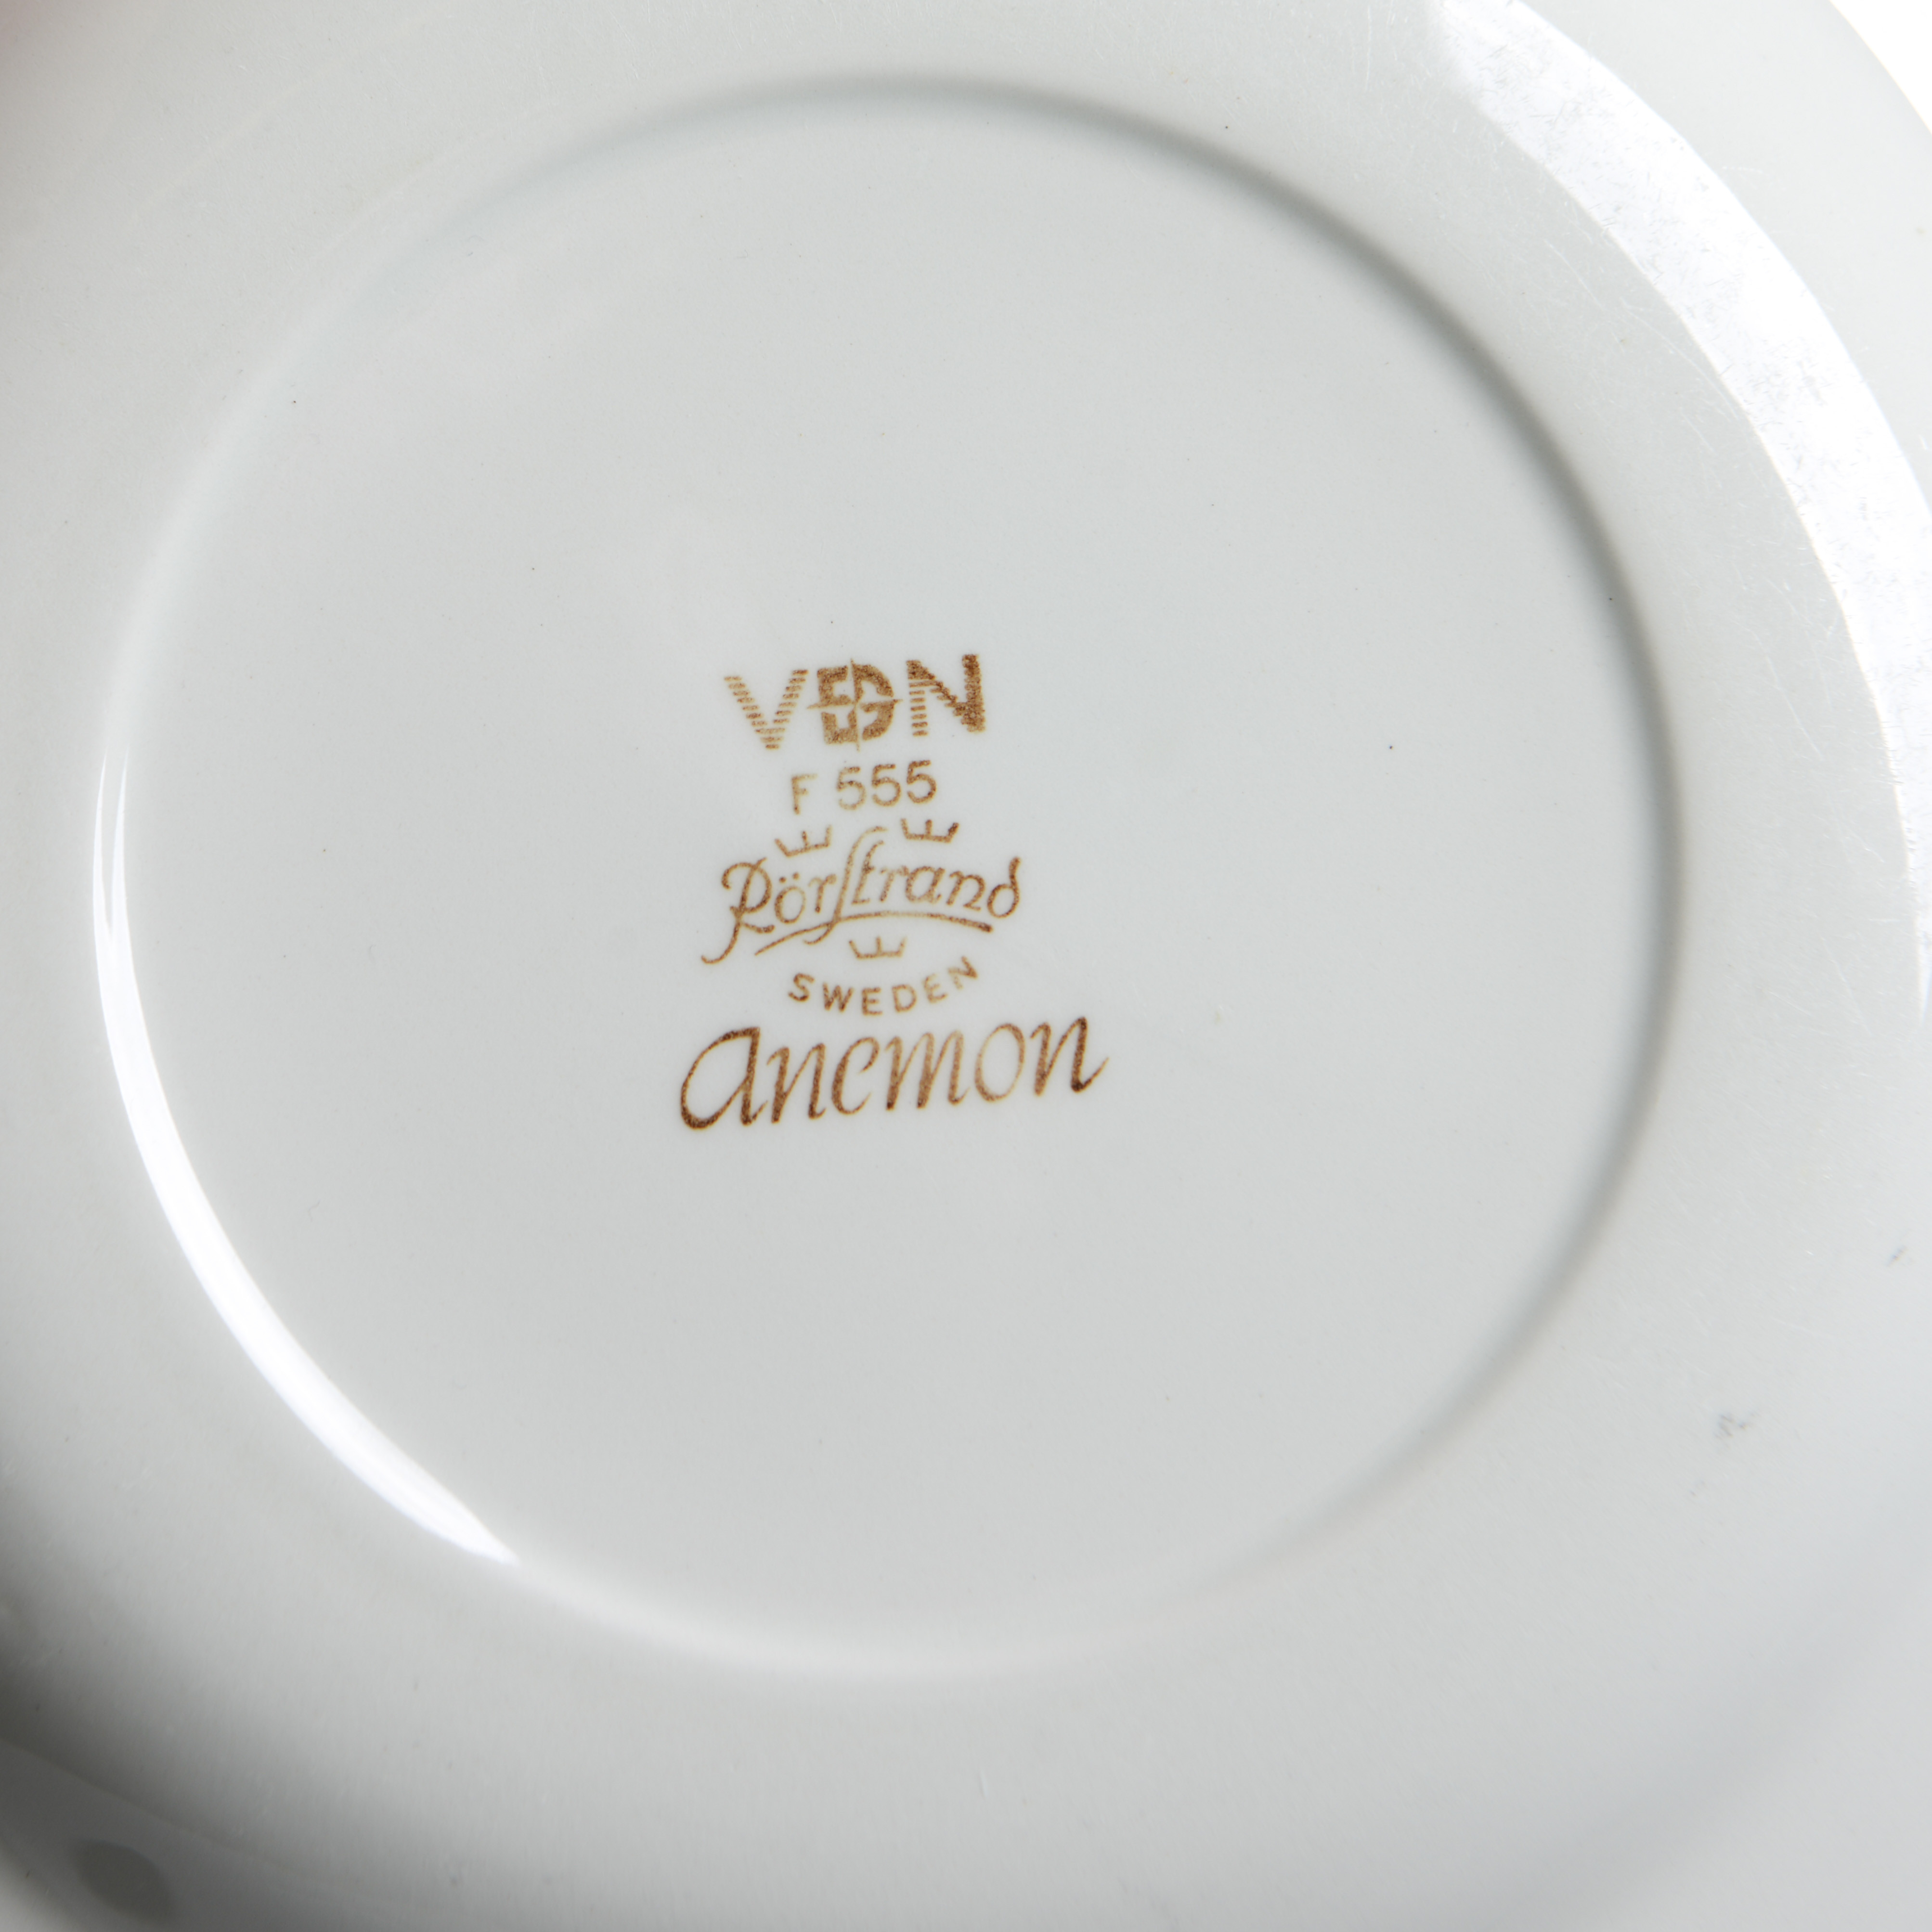 VDN
F 555
Rörstrand
SWEDEN
anemon